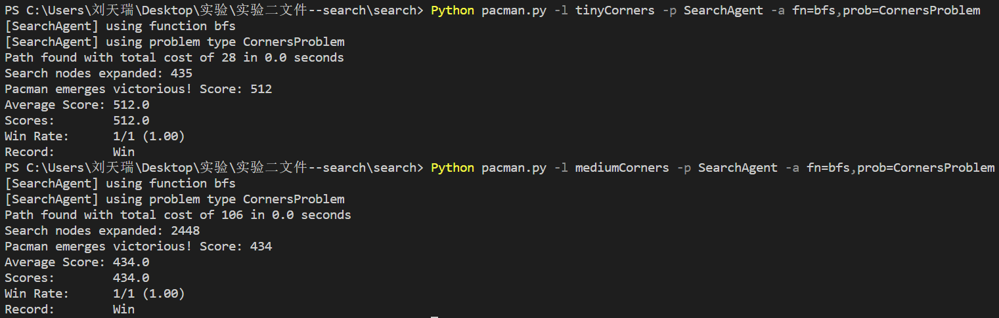 PS C:\Users\刘天瑞\Desktop\实验\实验二文件--search\search> Python pacman.py -l tinyCorners -p SearchAgent -a fn=bfs,prob=CornersProblem
[SearchAgent] using function bfs
[SearchAgent] using problem type CornersProblem
Path found with total cost of 28 in 0.0 seconds
Search nodes expanded: 435
Pacman emerges victorious! Score: 512
Average Score: 512.0
Scores:        512.0
Win Rate:      1/1 (1.00)
Record:        Win
PS C:\Users\刘天瑞\Desktop\实验\实验二文件--search\search> Python pacman.py -l mediumCorners -p SearchAgent -a fn=bfs,prob=CornersProblem
[SearchAgent] using function bfs
[SearchAgent] using problem type CornersProblem
Path found with total cost of 106 in 0.0 seconds
Search nodes expanded: 2448
Pacman emerges victorious! Score: 434
Average Score: 434.0
Scores:        434.0
Win Rate:      1/1 (1.00)
Record:        Win